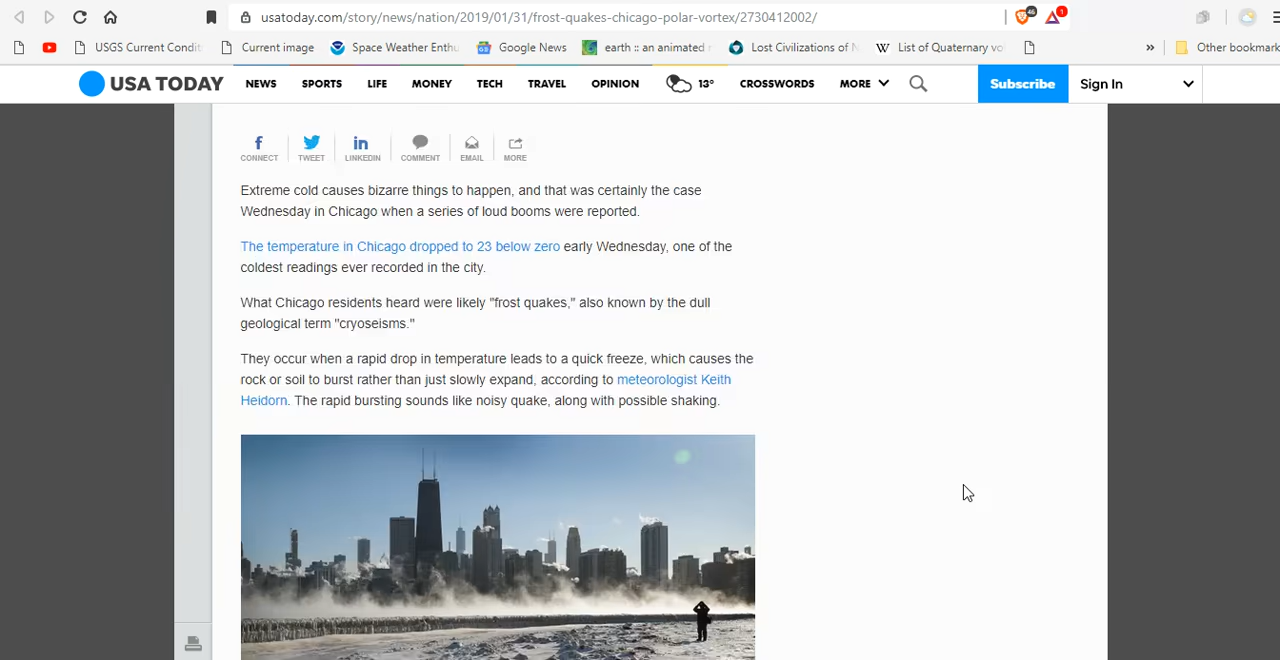 usatoday.com/story/news/nation/2019/01/31/frost-quakes-chicago-polar-vortex/2730412002/
46
1
USGS Current Condit
Current image
Space Weather Enthu
Google News
earth :: an animated
Lost Civilizations of N
W
List of Quaternary vo
»
Other bookmark
USA TODAY
NEWS
SPORTS
LIFE
MONEY
TECH
TRAVEL
OPINION
13°
CROSSWORDS
MORE
Subscribe
Sign In
f
in
CONNECT
TWEET
LINKEDIN
COMMENT
EMAIL
MORE
Extreme cold causes bizarre things to happen, and that was certainly the case
Wednesday in Chicago when a series of loud booms were reported.
The temperature in Chicago dropped to 23 below zero early Wednesday, one of the
coldest readings ever recorded in the city.
What Chicago residents heard were likely "frost quakes," also known by the dull
geological term "cryoseisms."
They occur when a rapid drop in temperature leads to a quick freeze, which causes the
rock or soil to burst rather than just slowly expand, according to meteorologist Keith
Heidorn. The rapid bursting sounds like noisy quake, along with possible shaking.